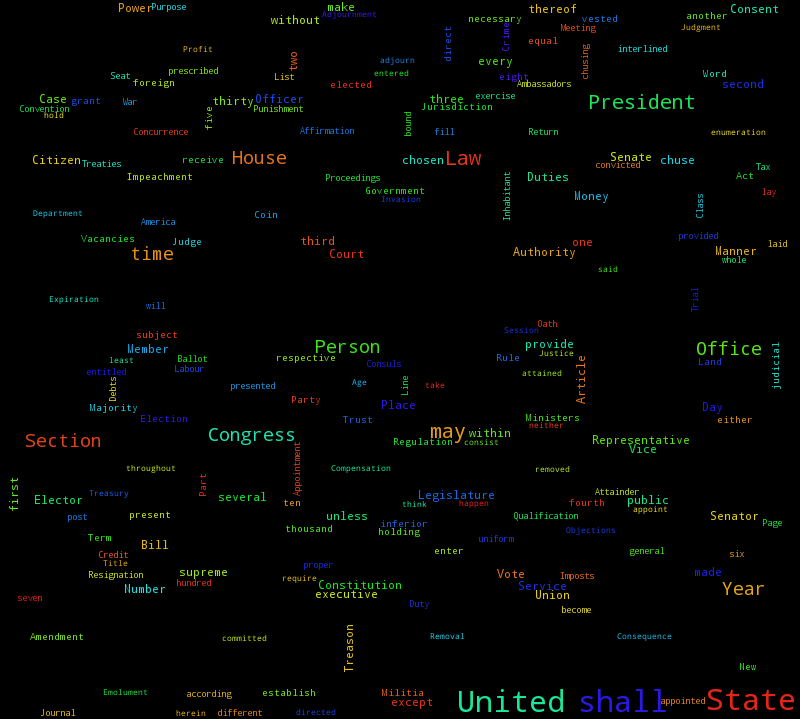 Power Purpose make thereof Consent
without Adjournment necessary vested another
direct Crime Meeting Judgment
Profit two equal chusing interlined
adjourn every
Seat prescribed List entered eight Word
foreign elected Ambassadors second
Case grant War thirty Officer three exercise President
Convention Punishment Jurisdiction
hold five bound
Concurrence Affirmation fill Return enumeration
Citizen Treaties receive House chosen Law Senate chuse
convicted Tax
Impeachment Proceedings Duties Act
Government Inhabitant Money lay
Invasion Class
Department Coin
America
Vacancies Judge third one provided laid
time Court Authority Manner
whole
said
Expiration Trial
will
Oath
subject Session
Member Person provide Office
least Ballot respective Rule Justice judicial
Labour Consuls Land
entitled attained
Debts presented Age Line take Article
Majority Party Place Day
Election Trust Ministers either
neither
Section Congress may within Representative
Regulation consist Vice
throughout Appointment Compensation removed
Part
first Treasury Legislature Attainder
Elector several ten think happen fourth public
appoint
post present unless Qualification Senator
inferior Page
thousand holding Objections
Term uniform
Bill enter general six
Credit
Title proper
Resignation supreme require Vote Imposts made
hundred Constitution Service
Number executive Union Year
seven Duty become
Amendment committed Treason Removal Consequence
New
Emolument according establish Militia United shall appointed State
except
Journal herein different directed